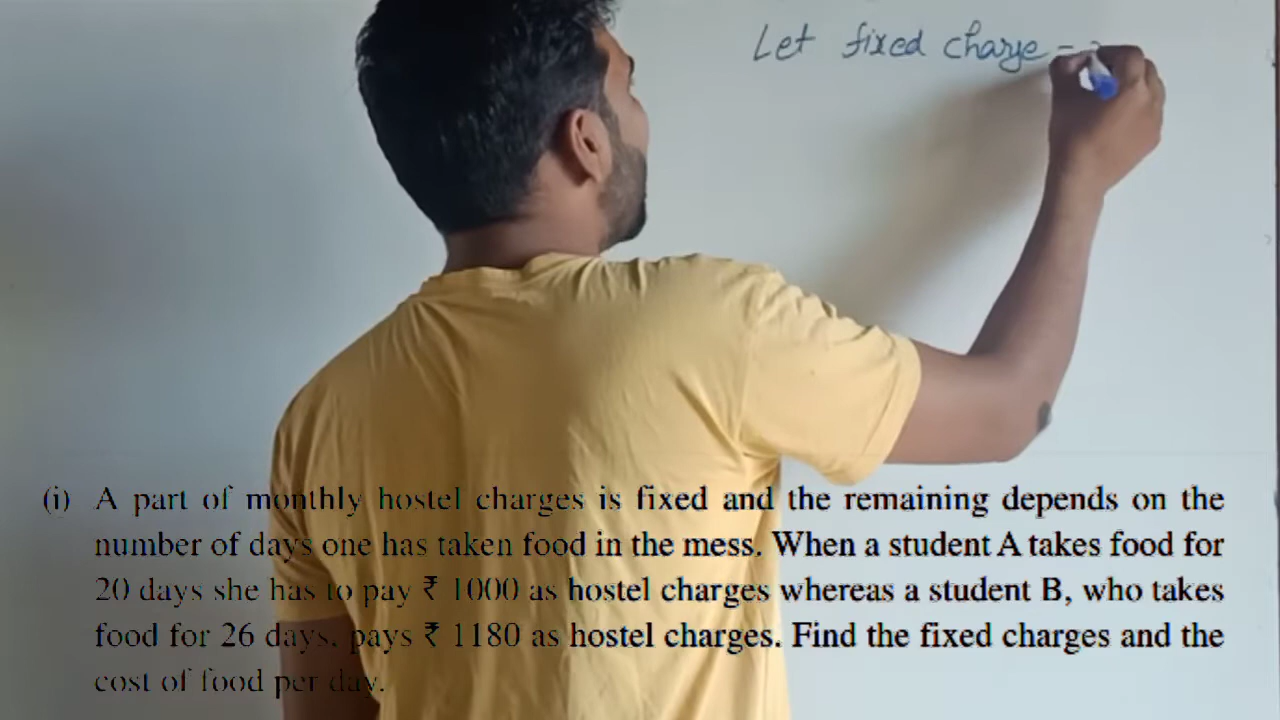 Let fixed charge -
(i) A part of monthly hostel charges is fixed and the remaining depends on the
number of days one has taken food in the mess. When a student A takes food for
20 days she has to pay ₹ 1000 as hostel charges whereas a student B, who takes
food for 26 days, pays ₹ 1180 as hostel charges. Find the fixed charges and the
cost of food per day.